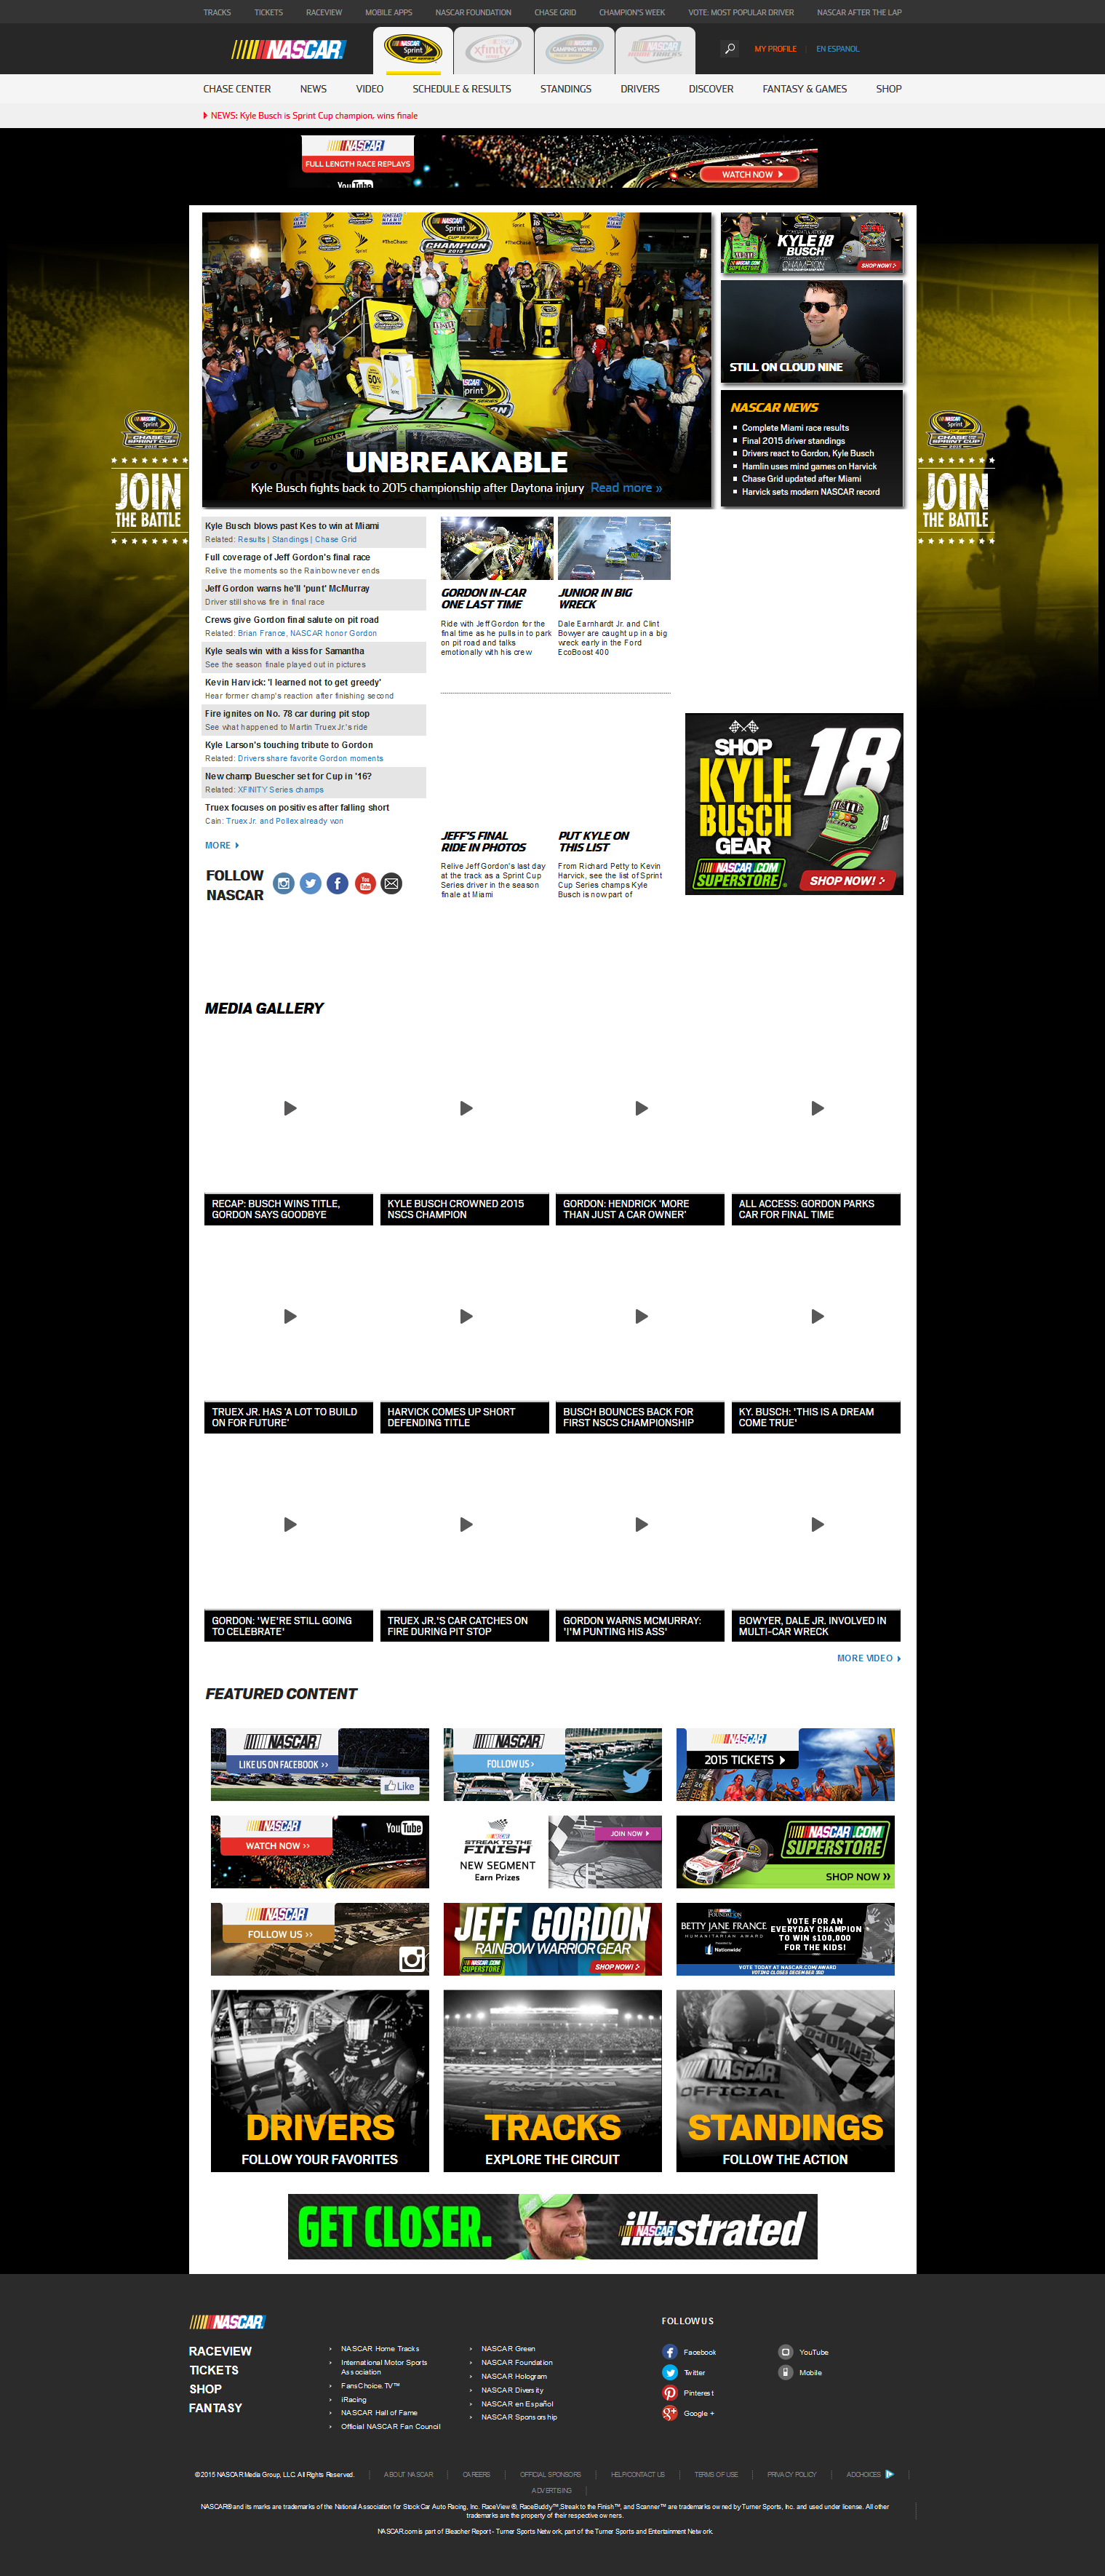 TRACKS TICKETS RACEVIEW MOBILE APPS NASCAR FOUNDATION CHASE GRID CHAMPION'S WEEK VOTE: MOST POPULAR DRIVER NASCAR AFTER THE LAP
NASCAR Sprint CUP SERIES xfinity CAMPING WORLD HOME TRACKS MY PROFILE EN ESPANOL
CHASE CENTER NEWS VIDEO SCHEDULE & RESULTS STANDINGS DRIVERS DISCOVER FANTASY & GAMES SHOP
NEWS: Kyle Busch is Sprint Cup champion, wins finale
NASCAR
FULL LENGTH RACE REPLAYS
YouTube
WATCH NOW
Sprint
CHAMPION
UNBREAKABLE
Kyle Busch fights back to 2015 championship after Daytona injury Read more »
KYLE 18
BUSCH
CHAMPION
NASCAR.COM
SUPERSTORE
SHOP NOW!
STILL ON CLOUD NINE
NASCAR NEWS
Complete Miami race results
Final 2015 driver standings
Drivers react to Gordon, Kyle Busch
Hamlin uses mind games on Harvick
Chase Grid updated after Miami
Harvick sets modern NASCAR record
Sprint
CHASE
SPRINT CUP
JOIN
THE BATTLE
Sprint
CHASE
SPRINT CUP
JOIN
THE BATTLE
Kyle Busch blows past Kes to win at Miami
Related: Results | Standings | Chase Grid
Full coverage of Jeff Gordon's final race
Relive the moments so the Rainbow never ends
Jeff Gordon warns he'll 'punt' McMurray
Driver still shows fire in final race
Crews give Gordon final salute on pit road
Related: Brian France, NASCAR honor Gordon
Kyle seals win with a kiss for Samantha
See the season finale played out in pictures
Kevin Harvick: 'I learned not to get greedy'
Hear former champ's reaction after finishing second
Fire ignites on No. 78 car during pit stop
See what happened to Martin Truex Jr.'s ride
Kyle Larson's touching tribute to Gordon
Related: Drivers share favorite Gordon moments
New champ Buescher set for Cup in '16?
Related: XFINITY Series champs
Truex focuses on positives after falling short
Cain: Truex Jr. and Pollex already won
MORE
FOLLOW
NASCAR
GORDON IN-CAR
ONE LAST TIME
Ride with Jeff Gordon for the
final time as he pulls in to park
on pit road and talks
emotionally with his crew
JUNIOR IN BIG
WRECK
Dale Earnhardt Jr. and Clint
Bowyer are caught up in a big
wreck early in the Ford
EcoBoost 400
JEFF'S FINAL
RIDE IN PHOTOS
Relive Jeff Gordon's last day
at the track as a Sprint Cup
Series driver in the season
finale at Miami
PUT KYLE ON
THIS LIST
From Richard Petty to Kevin
Harvick, see the list of Sprint
Cup Series champs Kyle
Busch is now part of
SHOP
KYLE
BUSCH
GEAR
18
NASCAR.COM
SUPERSTORE
SHOP NOW!
MEDIA GALLERY
RECAP: BUSCH WINS TITLE,
GORDON SAYS GOODBYE
KYLE BUSCH CROWNED 2015
NSCS CHAMPION
GORDON: HENDRICK 'MORE
THAN JUST A CAR OWNER'
ALL ACCESS: GORDON PARKS
CAR FOR FINAL TIME
TRUEX JR. HAS 'A LOT TO BUILD
ON FOR FUTURE'
HARVICK COMES UP SHORT
DEFENDING TITLE
BUSCH BOUNCES BACK FOR
FIRST NSCS CHAMPIONSHIP
KY. BUSCH: 'THIS IS A DREAM
COME TRUE'
GORDON: 'WE'RE STILL GOING
TO CELEBRATE'
TRUEX JR.'S CAR CATCHES ON
FIRE DURING PIT STOP
GORDON WARNS MCMURRAY:
'I'M PUNTING HIS ASS'
BOWYER, DALE JR. INVOLVED IN
MULTI-CAR WRECK
MORE VIDEO
FEATURED CONTENT
NASCAR
LIKE US ON FACEBOOK >>
Like
NASCAR
FOLLOW US >
NASCAR
2015 TICKETS
NASCAR
WATCH NOW >>
YouTube
STREAK TO THE
FINISH
NEW SEGMENT
Earn Prizes
JOIN NOW
NASCAR.COM
SUPERSTORE
SHOP NOW
NASCAR
FOLLOW US >>
JEFF GORDON
RAINBOW WARRIOR GEAR
NASCAR.COM
SUPERSTORE
SHOP NOW!
FOUNDATION
BETTY JANE FRANCE
HUMANITARIAN AWARD
Nationwide
VOTE FOR AN
EVERYDAY CHAMPION
TO WIN $100,000
FOR THE KIDS!
VOTE TODAY AT NASCAR.COM/AWARD
VOTING CLOSES DECEMBER 3RD
DRIVERS
FOLLOW YOUR FAVORITES
TRACKS
EXPLORE THE CIRCUIT
NASCAR
OFFICIAL
SUNOCO
STANDINGS
FOLLOW THE ACTION
GET CLOSER.
NASCAR illustrated
NASCAR
RACEVIEW
TICKETS
SHOP
FANTASY
NASCAR Home Tracks
International Motor Sports
Association
FansChoice.TV™
iRacing
NASCAR Hall of Fame
Official NASCAR Fan Council
NASCAR Green
NASCAR Foundation
NASCAR Hologram
NASCAR Diversity
NASCAR en Español
NASCAR Sponsorship
FOLLOW US
Facebook
Twitter
Pinterest
Google +
YouTube
Mobile
©2015 NASCAR Media Group, LLC. All Rights Reserved. ABOUT NASCAR CAREERS OFFICIAL SPONSORS HELP/CONTACT US TERMS OF USE PRIVACY POLICY ADCHOICES
ADVERTISING
NASCAR® and its marks are trademarks of the National Association for Stock Car Auto Racing, Inc. RaceView ®, RaceBuddy™,Streak to the Finish™, and Scanner™ are trademarks owned by Turner Sports, Inc. and used under license. All other
trademarks are the property of their respective owners.
NASCAR.com is part of Bleacher Report - Turner Sports Network, part of the Turner Sports and Entertainment Network.